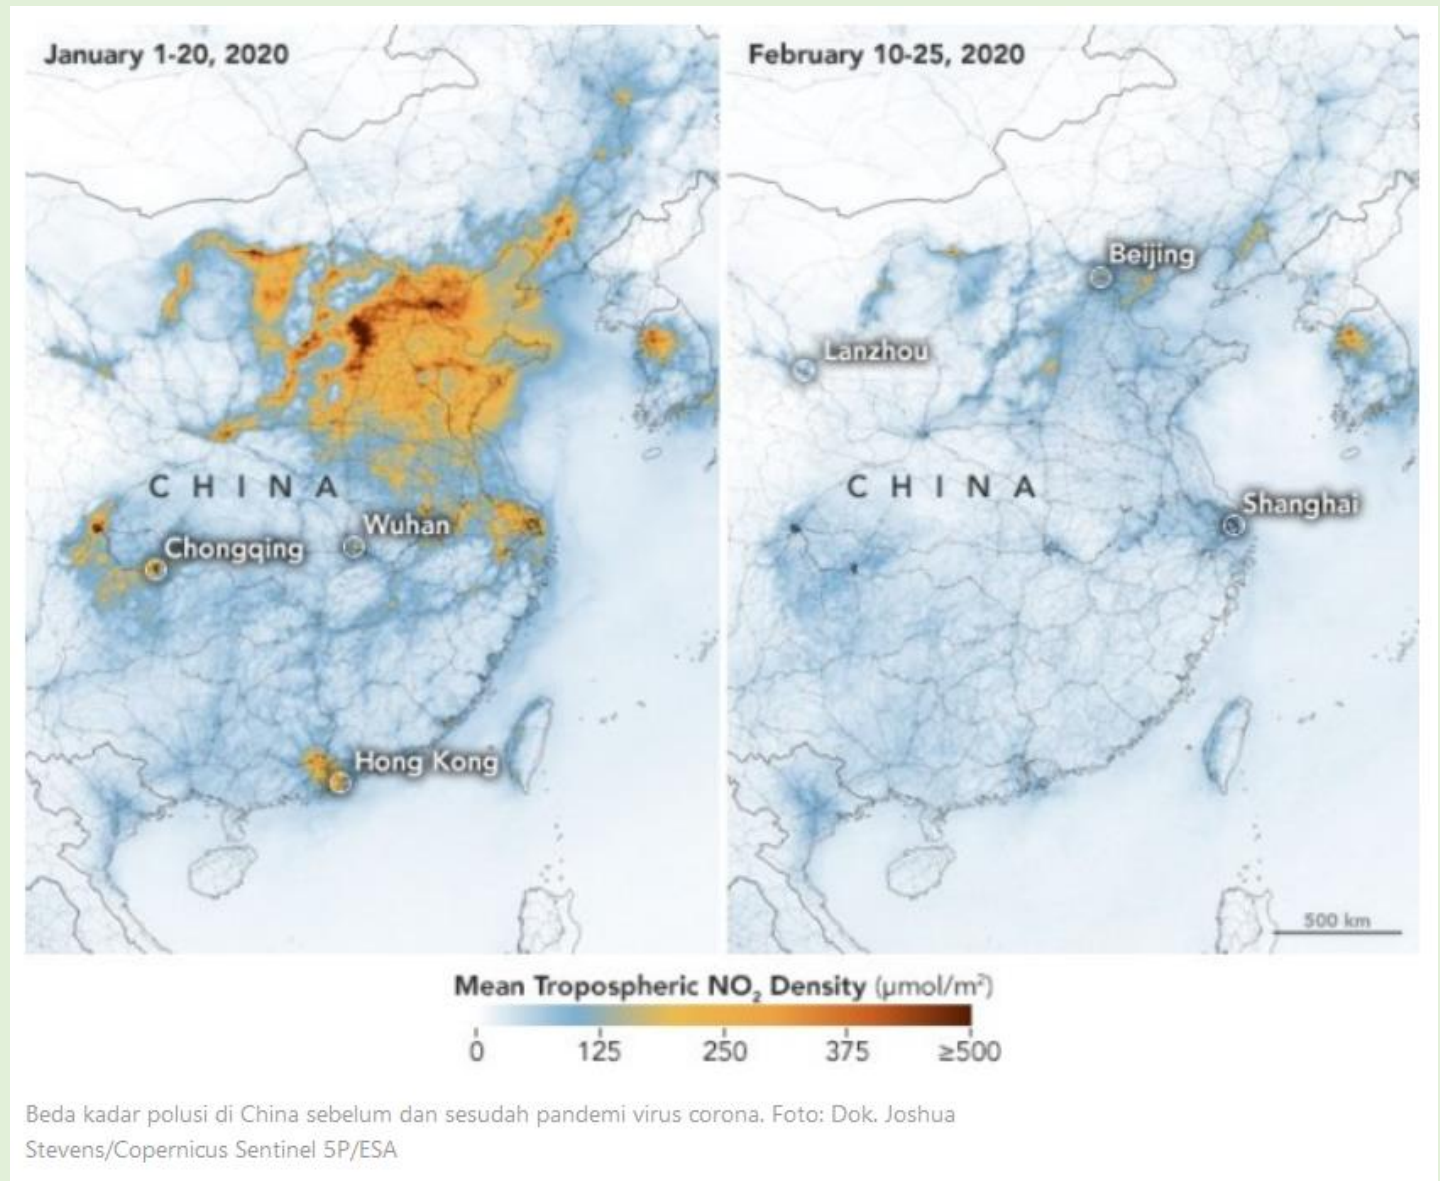 January 1-20, 2020
February 10-25, 2020
Beijing
Lanzhou
CHINA
Wuhan
Chongqing
Hong Kong
CHINA
Shanghai
500 km
Mean Tropospheric NO₂ Density (µmol/m²)
0 125 250 375 ≥500
Beda kadar polusi di China sebelum dan sesudah pandemi virus corona. Foto: Dok. Joshua
Stevens/Copernicus Sentinel 5P/ESA